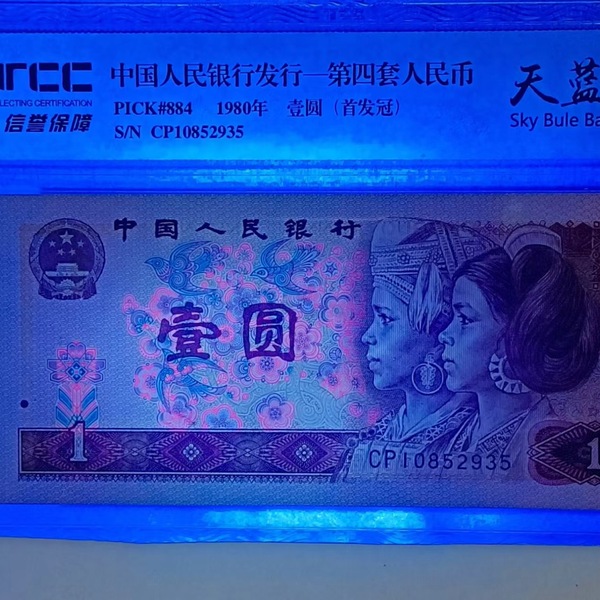 TCC
LECTING CERTIFICATION
信誉保障
中国人民银行发行—第四套人民币
PICK#884 1980年 壹圆（首发冠）
S/N CP10852935
天蓝
Sky Bule Ba
中国人民银行
壹圆
1
CP10852935
1